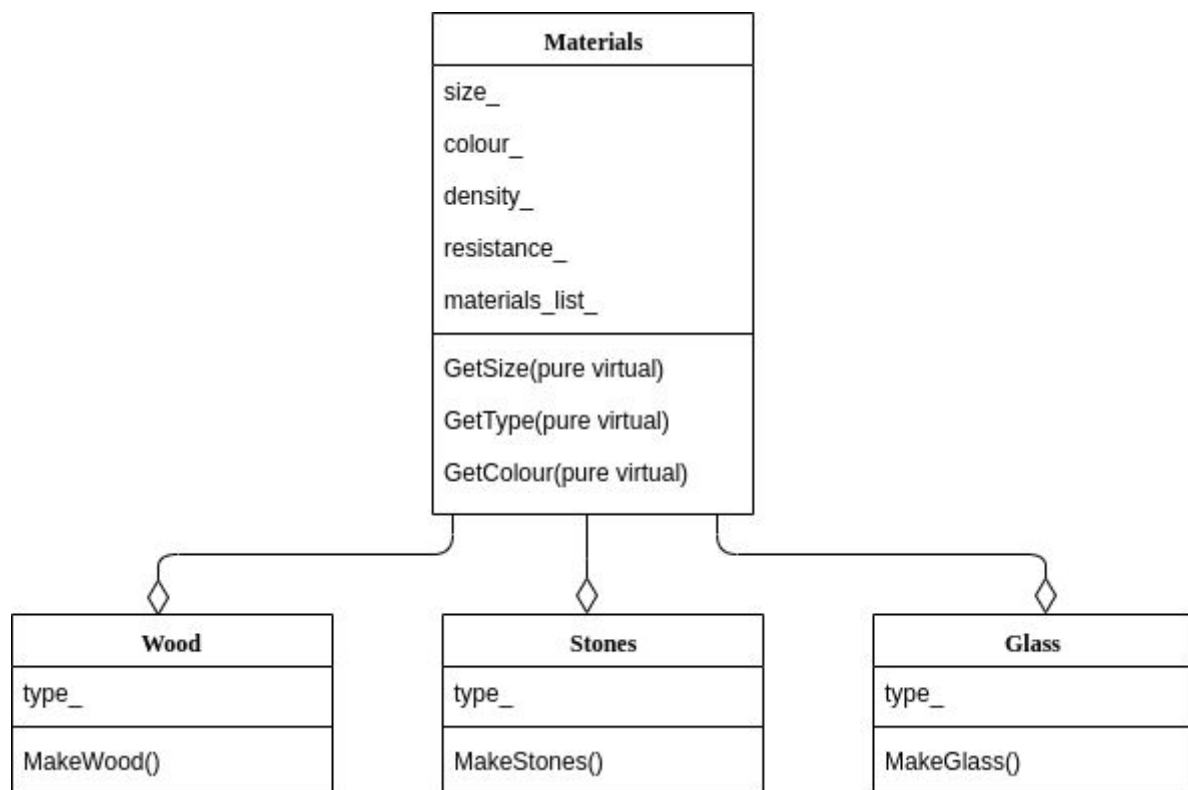 Materials
size_
colour_
density_
resistance_
materials_list_
GetSize(pure virtual)
GetType(pure virtual)
GetColour(pure virtual)
Wood
type_
MakeWood()
Stones
type_
MakeStones()
Glass
type_
MakeGlass()